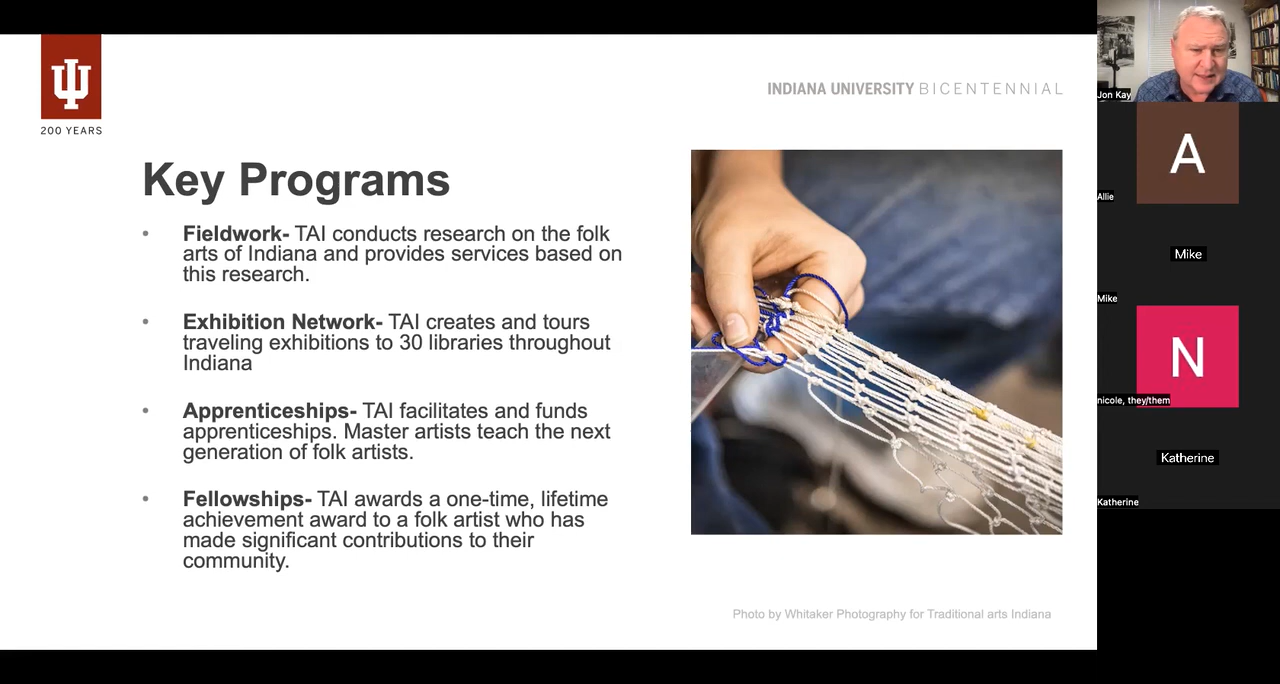 200 YEARS
INDIANA UNIVERSITY BICENTENNIAL
Key Programs
• Fieldwork- TAI conducts research on the folk
arts of Indiana and provides services based on
this research.
• Exhibition Network- TAI creates and tours
traveling exhibitions to 30 libraries throughout
Indiana
• Apprenticeships- TAI facilitates and funds
apprenticeships. Master artists teach the next
generation of folk artists.
• Fellowships- TAI awards a one-time, lifetime
achievement award to a folk artist who has
made significant contributions to their
community.
Photo by Whitaker Photography for Traditional arts Indiana
Jon Kay
A
Allie
Mike
Mike
N
nicole, they/them
Katherine
Katherine